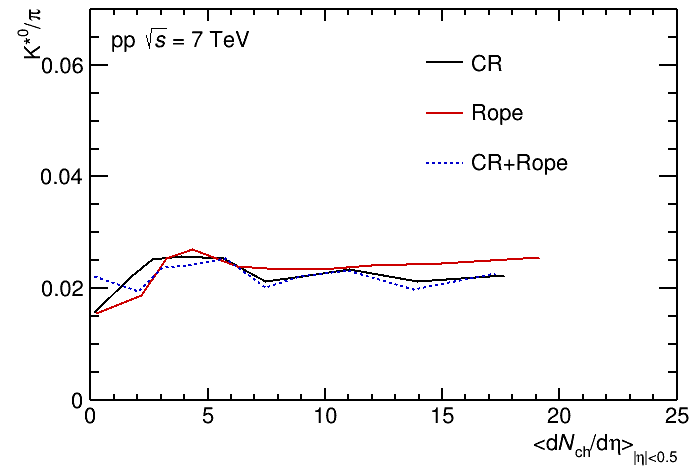 K*⁰/π
pp √s = 7 TeV
CR
Rope
CR+Rope
0.06
0.04
0.02
0
0 5 10 15 20 25
<dN_ch/dη>_|η|<0.5